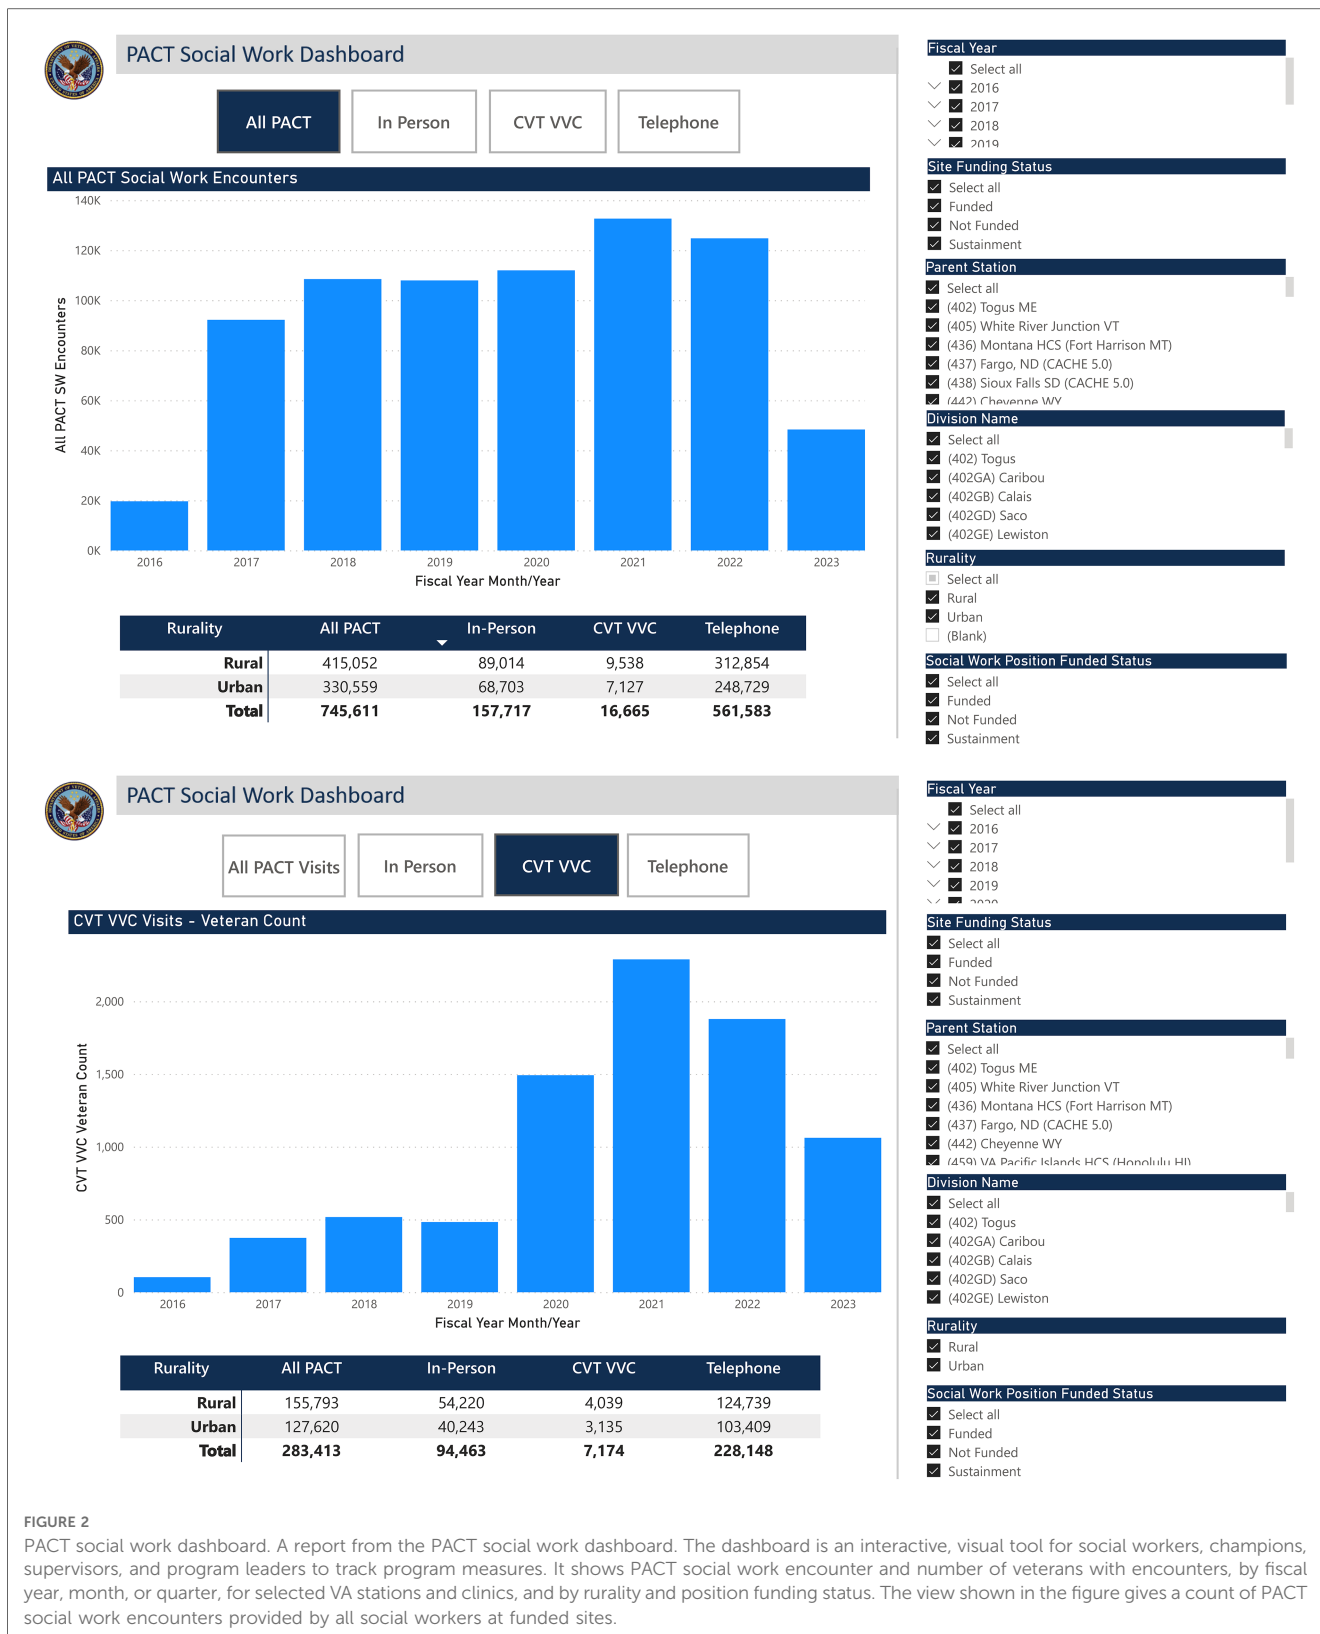 PACT Social Work Dashboard
All PACT
In Person
CVT VVC
Telephone
All PACT Social Work Encounters
140K
120K
100K
80K
60K
40K
20K
0K
All PACT SW Encounters
2016 2017 2018 2019 2020 2021 2022 2023
Fiscal Year Month/Year
Rurality All PACT In-Person CVT VVC Telephone
Rural 415,052 89,014 9,538 312,854
Urban 330,559 68,703 7,127 248,729
Total 745,611 157,717 16,665 561,583
Fiscal Year
Select all
2016
2017
2018
2019
Site Funding Status
Select all
Funded
Not Funded
Sustainment
Parent Station
Select all
(402) Togus ME
(405) White River Junction VT
(436) Montana HCS (Fort Harrison MT)
(437) Fargo, ND (CACHE 5.0)
(438) Sioux Falls SD (CACHE 5.0)
(442) Cheyenne WY
Division Name
Select all
(402) Togus
(402GA) Caribou
(402GB) Calais
(402GD) Saco
(402GE) Lewiston
Rurality
Select all
Rural
Urban
(Blank)
Social Work Position Funded Status
Select all
Funded
Not Funded
Sustainment
PACT Social Work Dashboard
All PACT Visits
In Person
CVT VVC
Telephone
CVT VVC Visits - Veteran Count
2,000
1,500
1,000
500
0
CVT VVC Veteran Count
2016 2017 2018 2019 2020 2021 2022 2023
Fiscal Year Month/Year
Rurality All PACT In-Person CVT VVC Telephone
Rural 155,793 54,220 4,039 124,739
Urban 127,620 40,243 3,135 103,409
Total 283,413 94,463 7,174 228,148
Fiscal Year
Select all
2016
2017
2018
2019
2020
Site Funding Status
Select all
Funded
Not Funded
Sustainment
Parent Station
Select all
(402) Togus ME
(405) White River Junction VT
(436) Montana HCS (Fort Harrison MT)
(437) Fargo, ND (CACHE 5.0)
(442) Cheyenne WY
(459) VA Pacific Islands HCS (Honolulu HI)
Division Name
Select all
(402) Togus
(402GA) Caribou
(402GB) Calais
(402GD) Saco
(402GE) Lewiston
Rurality
Rural
Urban
Social Work Position Funded Status
Select all
Funded
Not Funded
Sustainment
FIGURE 2
PACT social work dashboard. A report from the PACT social work dashboard. The dashboard is an interactive, visual tool for social workers, champions,
supervisors, and program leaders to track program measures. It shows PACT social work encounter and number of veterans with encounters, by fiscal
year, month, or quarter, for selected VA stations and clinics, and by rurality and position funding status. The view shown in the figure gives a count of PACT
social work encounters provided by all social workers at funded sites.